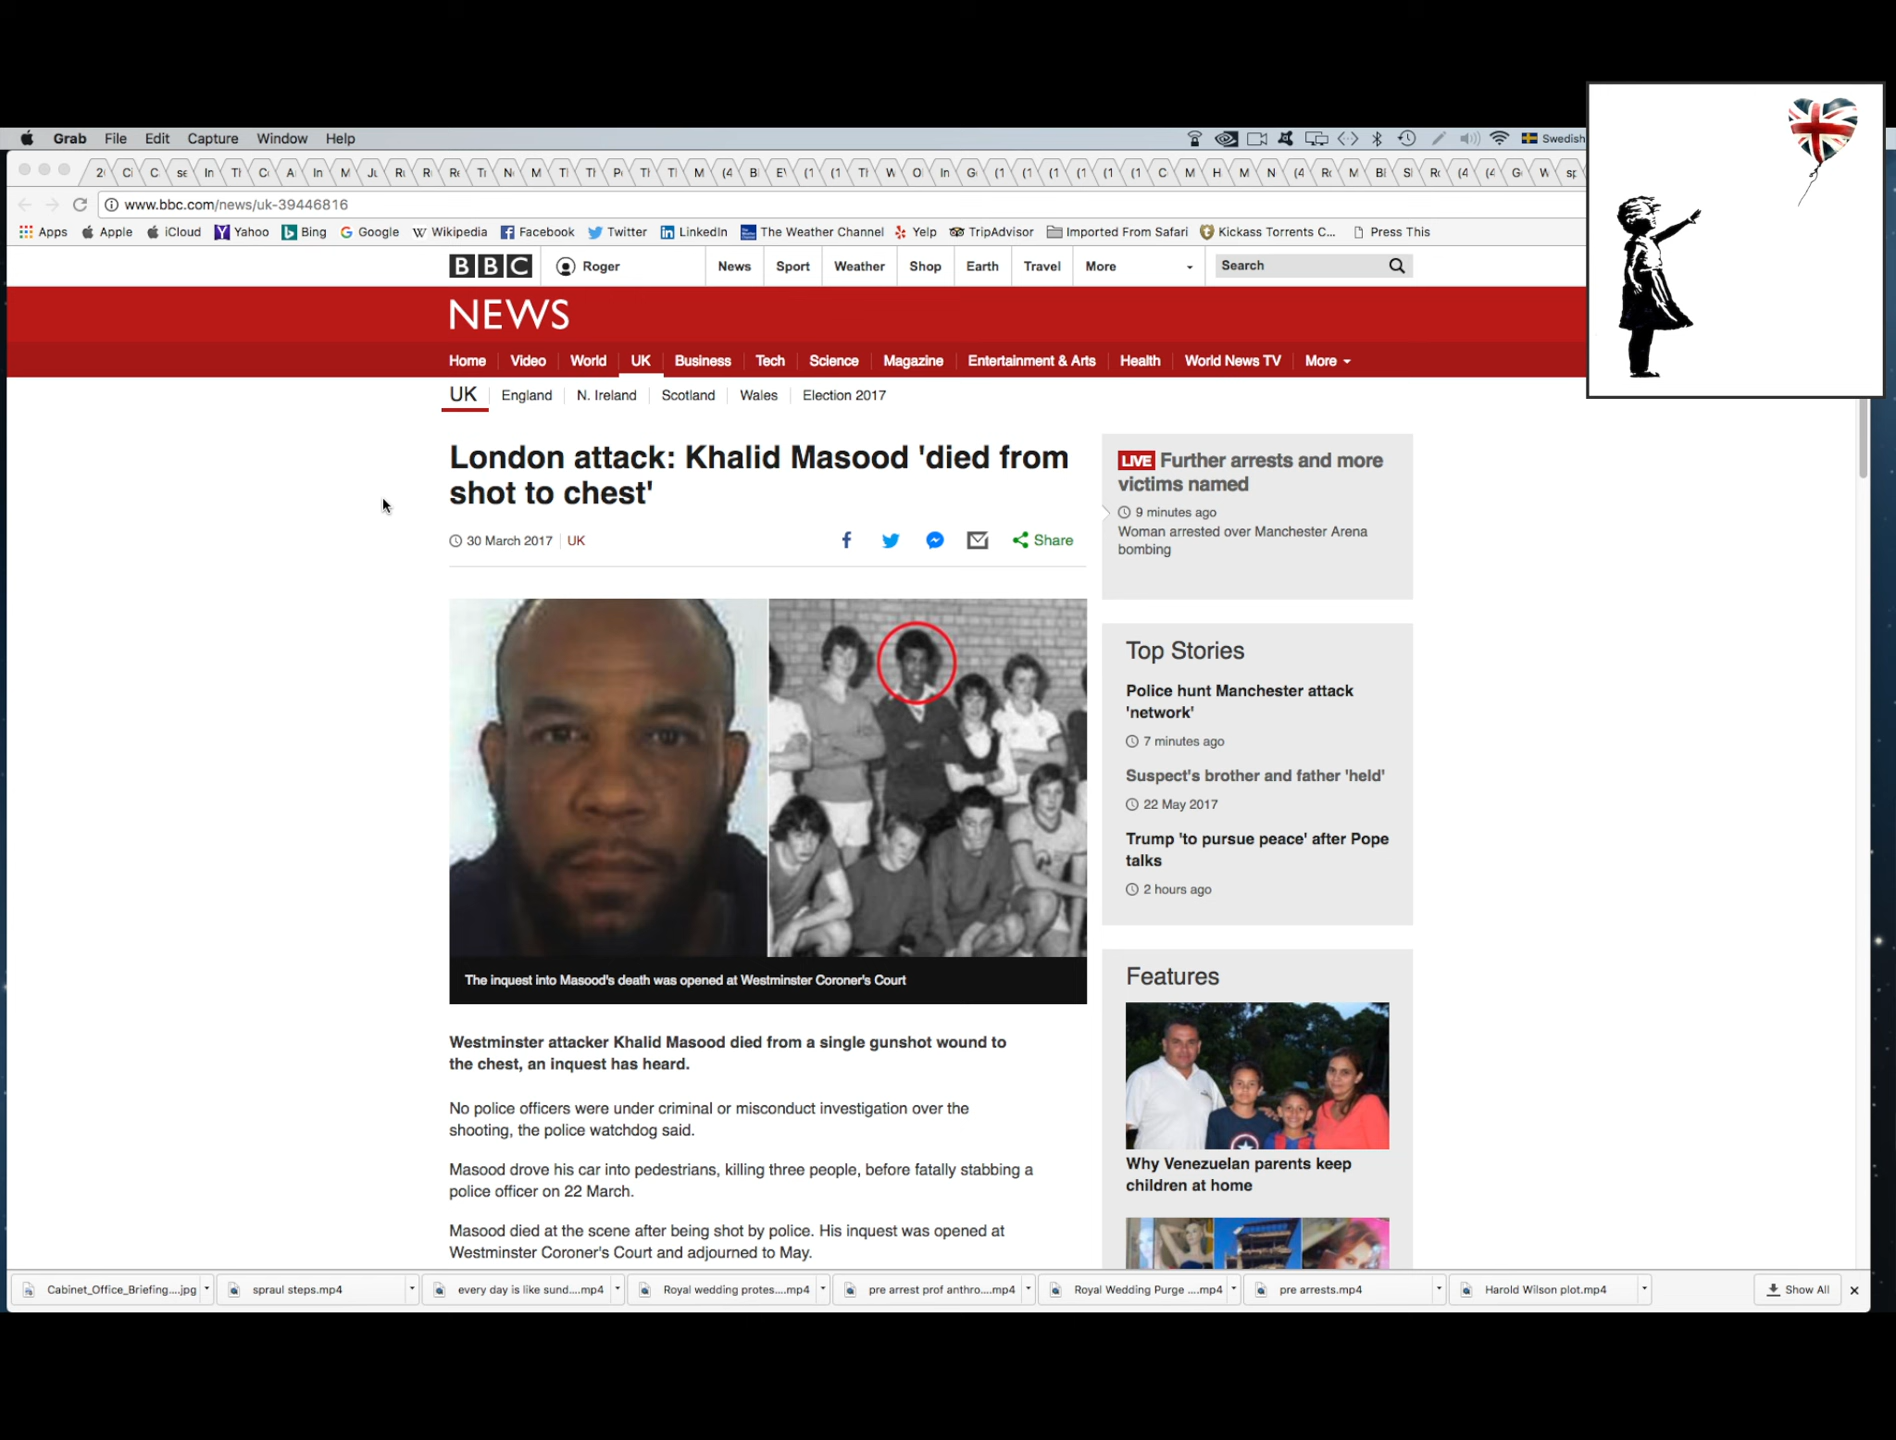 Grab File Edit Capture Window Help
Swedish
www.bbc.com/news/uk-39446816
Apps Apple iCloud Yahoo Bing Google Wikipedia Facebook Twitter LinkedIn The Weather Channel Yelp TripAdvisor Imported From Safari Kickass Torrents C... Press This
BBC Roger News Sport Weather Shop Earth Travel More Search
NEWS
Home Video World UK Business Tech Science Magazine Entertainment & Arts Health World News TV More
UK England N. Ireland Scotland Wales Election 2017
London attack: Khalid Masood 'died from
shot to chest'
30 March 2017 UK
Share
The inquest into Masood's death was opened at Westminster Coroner's Court
Westminster attacker Khalid Masood died from a single gunshot wound to
the chest, an inquest has heard.
No police officers were under criminal or misconduct investigation over the
shooting, the police watchdog said.
Masood drove his car into pedestrians, killing three people, before fatally stabbing a
police officer on 22 March.
Masood died at the scene after being shot by police. His inquest was opened at
Westminster Coroner's Court and adjourned to May.
LIVE Further arrests and more
victims named
9 minutes ago
Woman arrested over Manchester Arena
bombing
Top Stories
Police hunt Manchester attack
'network'
7 minutes ago
Suspect's brother and father 'held'
22 May 2017
Trump 'to pursue peace' after Pope
talks
2 hours ago
Features
Why Venezuelan parents keep
children at home
Cabinet_Office_Briefing....jpg spraul steps.mp4 every day is like sund....mp4 Royal wedding protes....mp4 pre arrest prof anthro....mp4 Royal Wedding Purge ....mp4 pre arrests.mp4 Harold Wilson plot.mp4 Show All